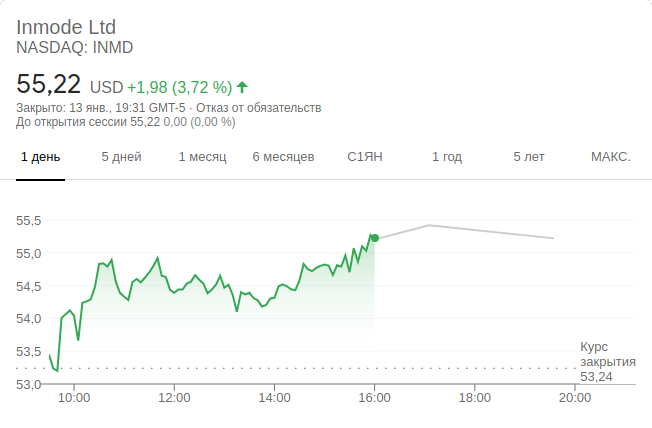 Inmode Ltd
NASDAQ: INMD
55,22 USD +1,98 (3,72 %)
Закрыто: 13 янв., 19:31 GMT-5 · Отказ от обязательств
До открытия сессии 55,22 0,00 (0,00 %)
1 день 5 дней 1 месяц 6 месяцев С1ЯН 1 год 5 лет МАКС.
55,5
55,0
54,5
54,0
53,5
Курс
закрытия
53,24
53,0
10:00 12:00 14:00 16:00 18:00 20:00